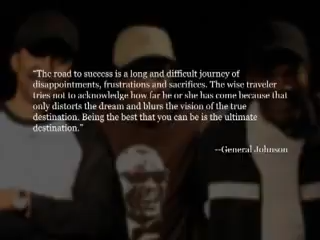 “The road to success is a long and difficult journey of
disappointments, frustrations and sacrifices. The wise traveler
tries not to acknowledge how far he or she has come because that
only distorts the dream and blurs the vision of the true
destination. Being the best that you can be is the ultimate
destination.”
--General Johnson